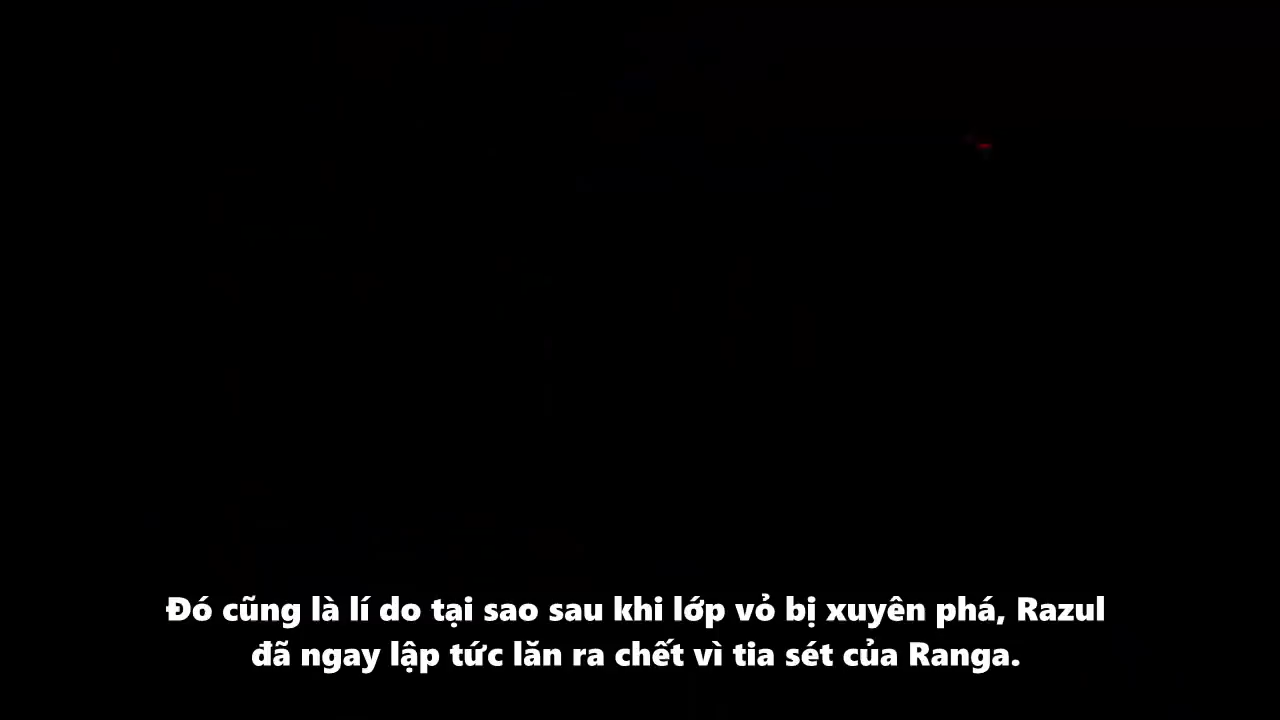 Đó cũng là lí do tại sao sau khi lớp vỏ bị xuyên phá, Razul
đã ngay lập tức lăn ra chết vì tia sét của Ranga.